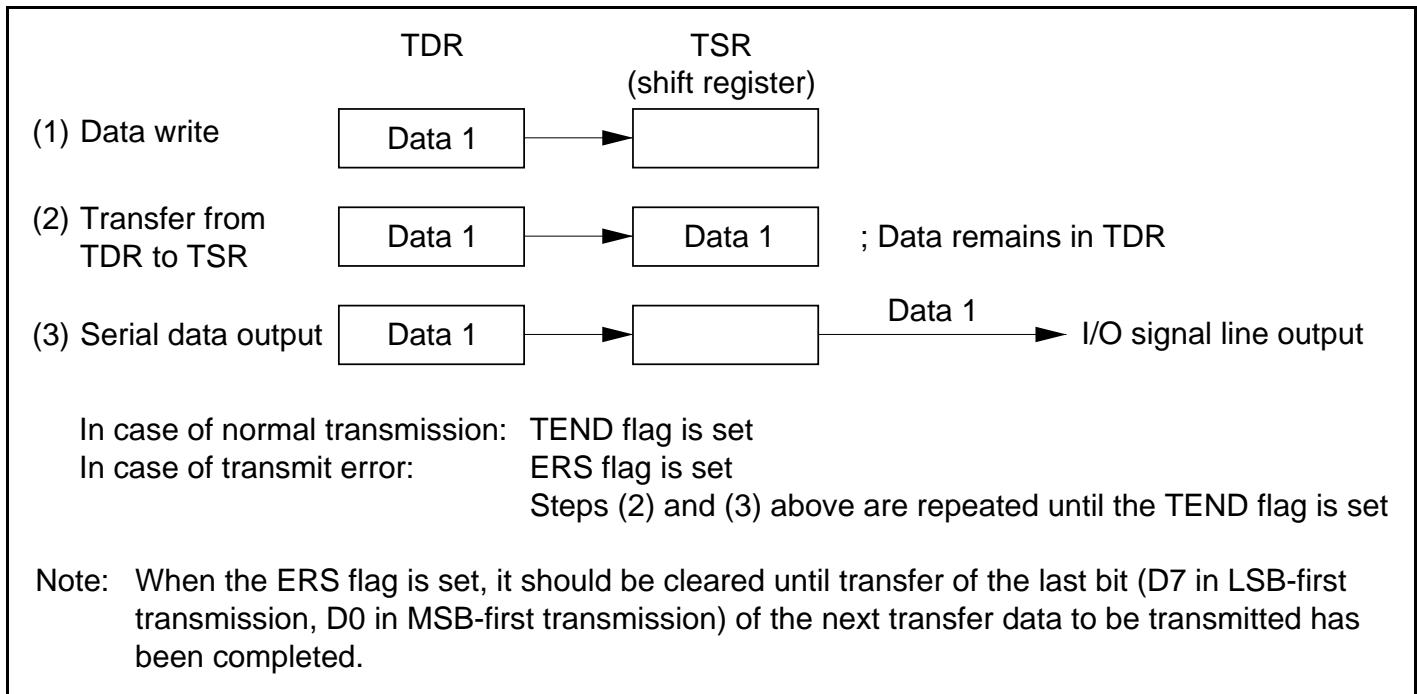 TDR TSR
(shift register)
(1) Data write Data 1
(2) Transfer from
TDR to TSR Data 1 Data 1 ; Data remains in TDR
(3) Serial data output Data 1 Data 1 I/O signal line output
In case of normal transmission: TEND flag is set
In case of transmit error: ERS flag is set
Steps (2) and (3) above are repeated until the TEND flag is set
Note: When the ERS flag is set, it should be cleared until transfer of the last bit (D7 in LSB-first
transmission, D0 in MSB-first transmission) of the next transfer data to be transmitted has
been completed.